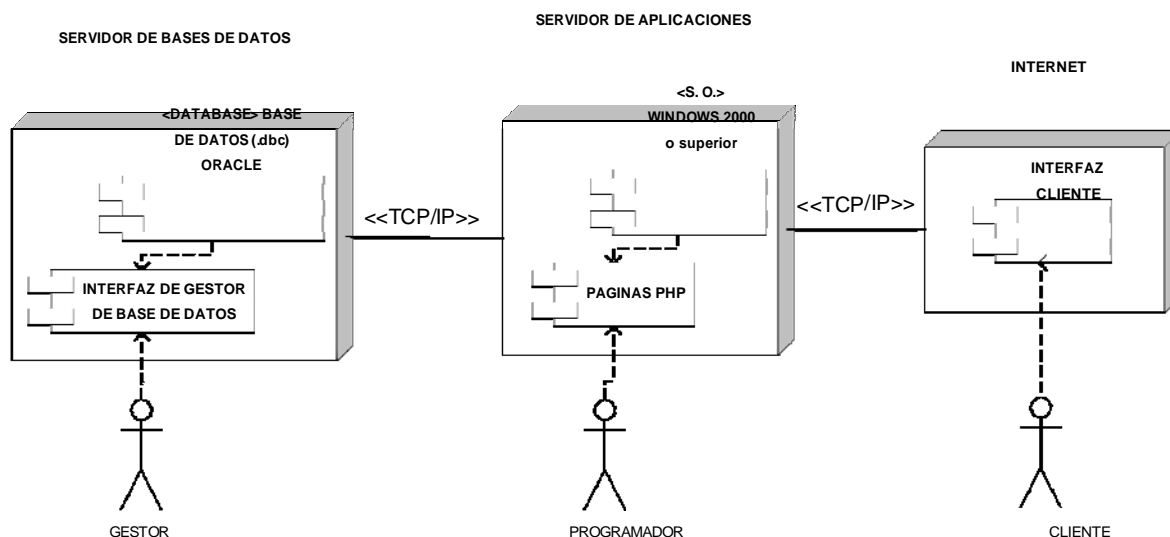 SERVIDOR DE APLICACIONES
SERVIDOR DE BASES DE DATOS
INTERNET
<DATABASE> BASE
DE DATOS (.dbc)
ORACLE
<S. O.>
WINDOWS 2000
o superior
INTERFAZ
CLIENTE
<<TCP/IP>>
<<TCP/IP>>
INTERFAZ DE GESTOR
DE BASE DE DATOS
PAGINAS PHP
GESTOR
PROGRAMADOR
CLIENTE